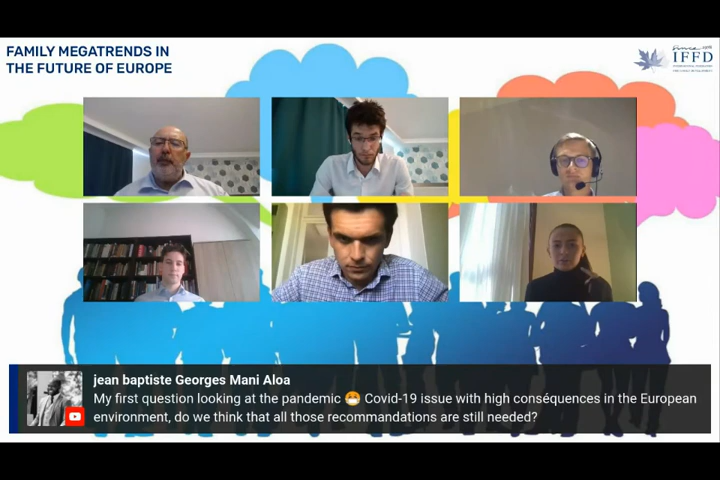 FAMILY MEGATRENDS IN
THE FUTURE OF EUROPE
IFFD
jean baptiste Georges Mani Aloa
My first question looking at the pandemic 😷 Covid-19 issue with high conséquences in the European
environment, do we think that all those recommandations are still needed?